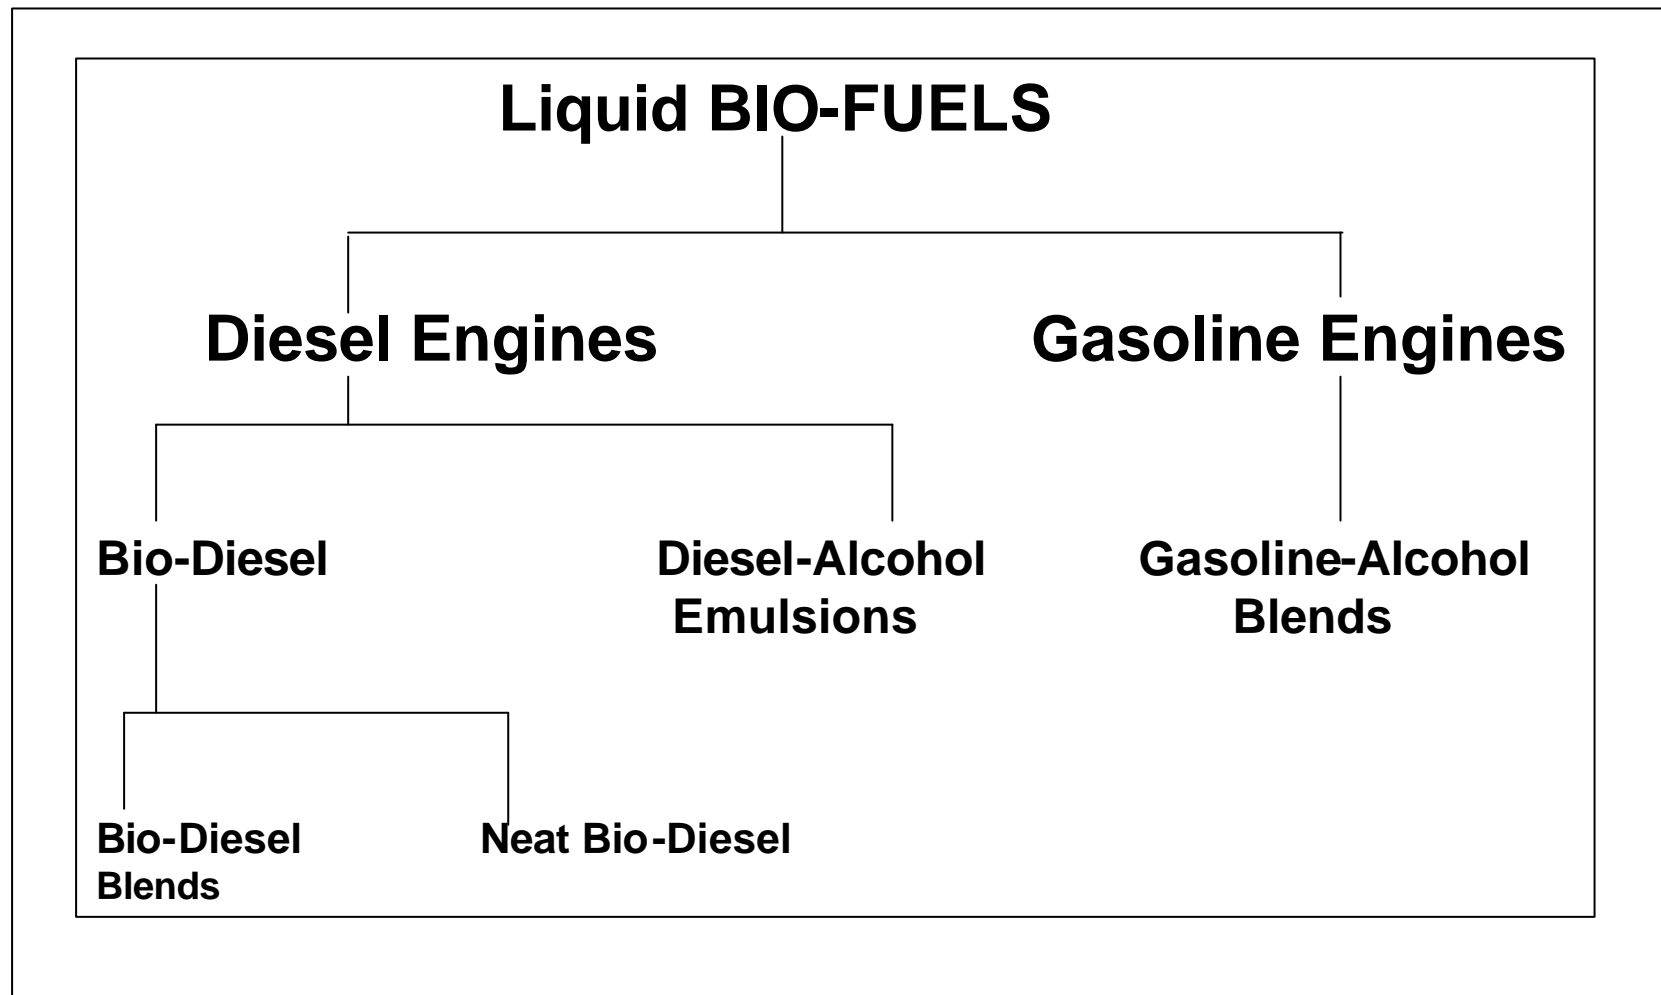 Liquid BIO-FUELS
Diesel Engines
Gasoline Engines
Bio-Diesel
Diesel-Alcohol
Emulsions
Gasoline-Alcohol
Blends
Bio-Diesel
Blends
Neat Bio-Diesel